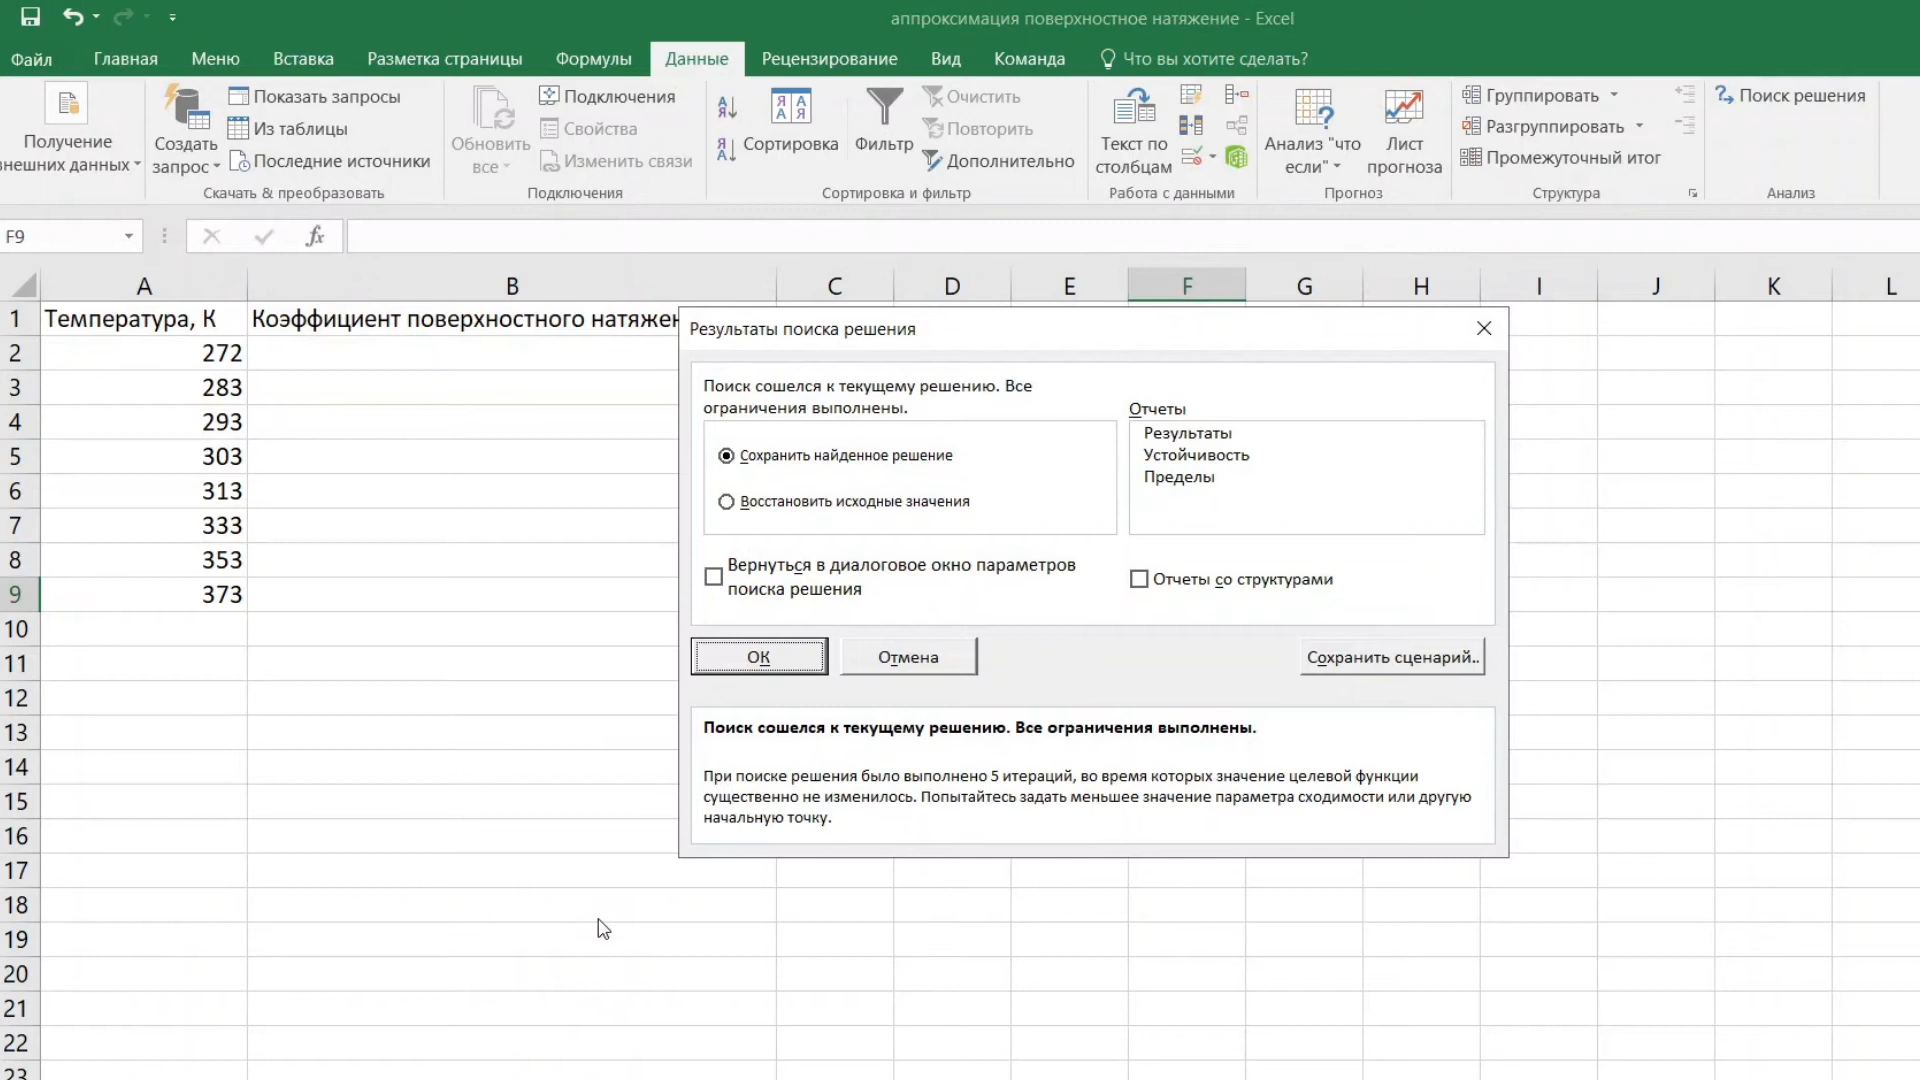 аппроксимация поверхностное натяжение - Excel
Файл Главная Меню Вставка Разметка страницы Формулы Данные Рецензирование Вид Команда Что вы хотите сделать?
Получение
внешних данных
Создать
запрос
Показать запросы
Из таблицы
Последние источники
Скачать & преобразовать
Обновить
все
Подключения
Свойства
Изменить связи
Подключения
Сортировка
Фильтр
Очистить
Повторить
Дополнительно
Сортировка и фильтр
Текст по
столбцам
Работа с данными
Анализ "что
если"
Лист
прогноза
Прогноз
Группировать
Разгруппировать
Промежуточный итог
Структура
Поиск решения
Анализ
F9
fx
A B C D E F G H I J K L
1 Температура, К Коэффициент поверхностного натяжен
2 272
3 283
4 293
5 303
6 313
7 333
8 353
9 373
10
11
12
13
14
15
16
17
18
19
20
21
22
23
Результаты поиска решения
Поиск сошелся к текущему решению. Все
ограничения выполнены.
Сохранить найденное решение
Восстановить исходные значения
Отчеты
Результаты
Устойчивость
Пределы
Вернуться в диалоговое окно параметров
поиска решения
Отчеты со структурами
ОК Отмена Сохранить сценарий..
Поиск сошелся к текущему решению. Все ограничения выполнены.
При поиске решения было выполнено 5 итераций, во время которых значение целевой функции
существенно не изменилось. Попытайтесь задать меньшее значение параметра сходимости или другую
начальную точку.